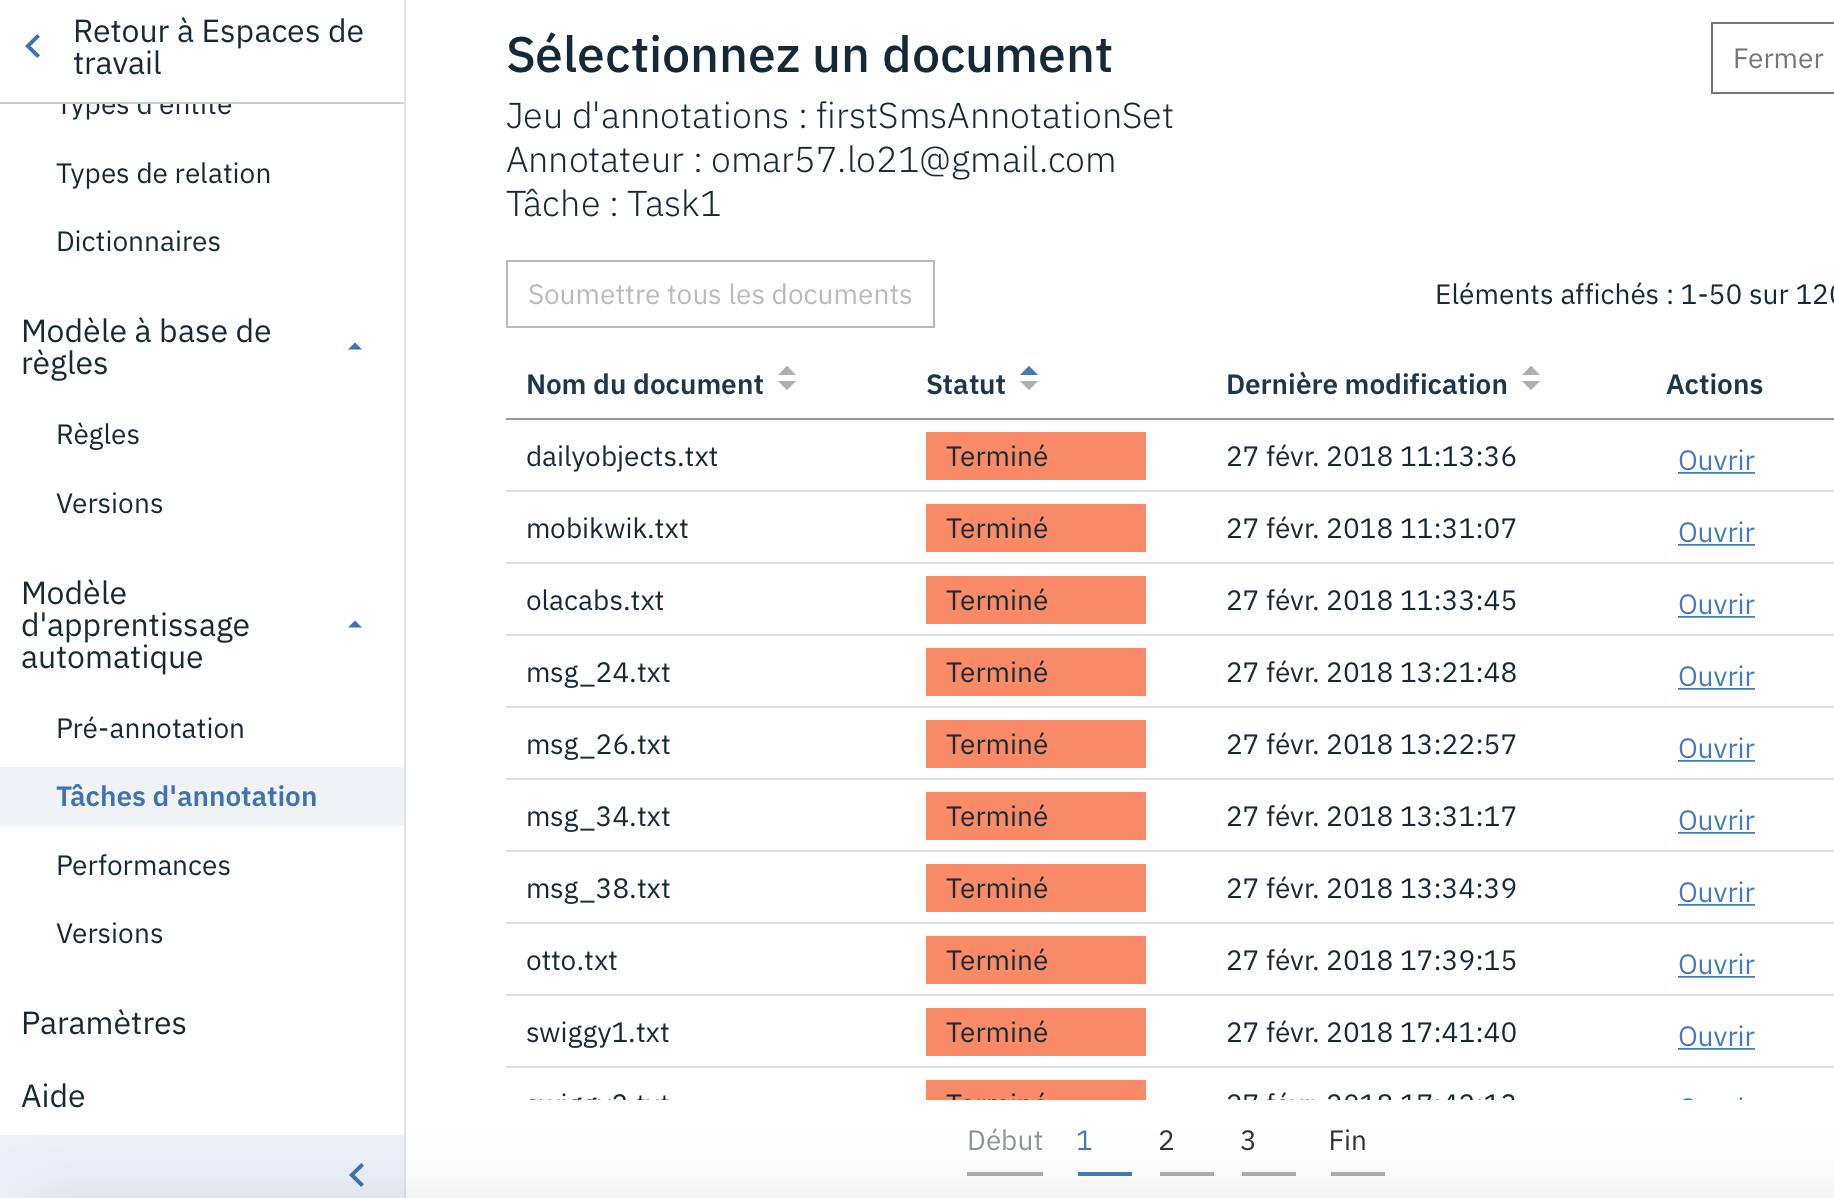 Retour à Espaces de
travail
Types d'entité
Types de relation
Dictionnaires
Modèle à base de
règles
Règles
Versions
Modèle
d'apprentissage
automatique
Pré-annotation
Tâches d'annotation
Performances
Versions
Paramètres
Aide
Sélectionnez un document
Fermer
Jeu d'annotations : firstSmsAnnotationSet
Annotateur : omar57.lo21@gmail.com
Tâche : Task1
Soumettre tous les documents
Eléments affichés : 1-50 sur 120
Nom du document Statut Dernière modification Actions
dailyobjects.txt Terminé 27 févr. 2018 11:13:36 Ouvrir
mobikwik.txt Terminé 27 févr. 2018 11:31:07 Ouvrir
olacabs.txt Terminé 27 févr. 2018 11:33:45 Ouvrir
msg_24.txt Terminé 27 févr. 2018 13:21:48 Ouvrir
msg_26.txt Terminé 27 févr. 2018 13:22:57 Ouvrir
msg_34.txt Terminé 27 févr. 2018 13:31:17 Ouvrir
msg_38.txt Terminé 27 févr. 2018 13:34:39 Ouvrir
otto.txt Terminé 27 févr. 2018 17:39:15 Ouvrir
swiggy1.txt Terminé 27 févr. 2018 17:41:40 Ouvrir
Terminé 27 févr. 2018
Début 1 2 3 Fin